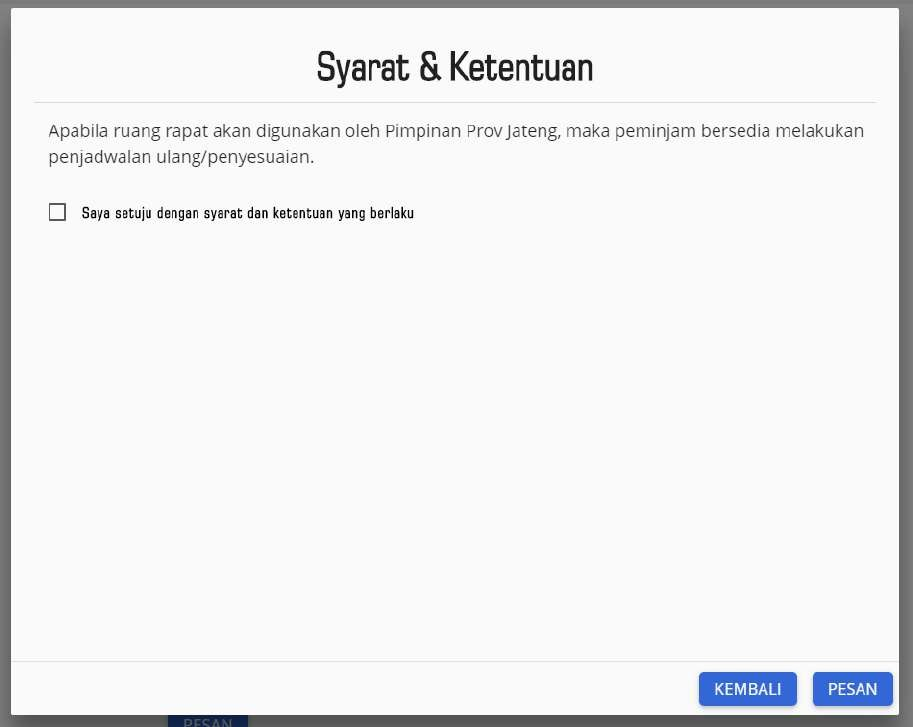 Syarat & Ketentuan
Apabila ruang rapat akan digunakan oleh Pimpinan Prov Jateng, maka peminjam bersedia melakukan
penjadwalan ulang/penyesuaian.
Saya setuju dengan syarat dan ketentuan yang berlaku
KEMBALI PESAN
PESAN